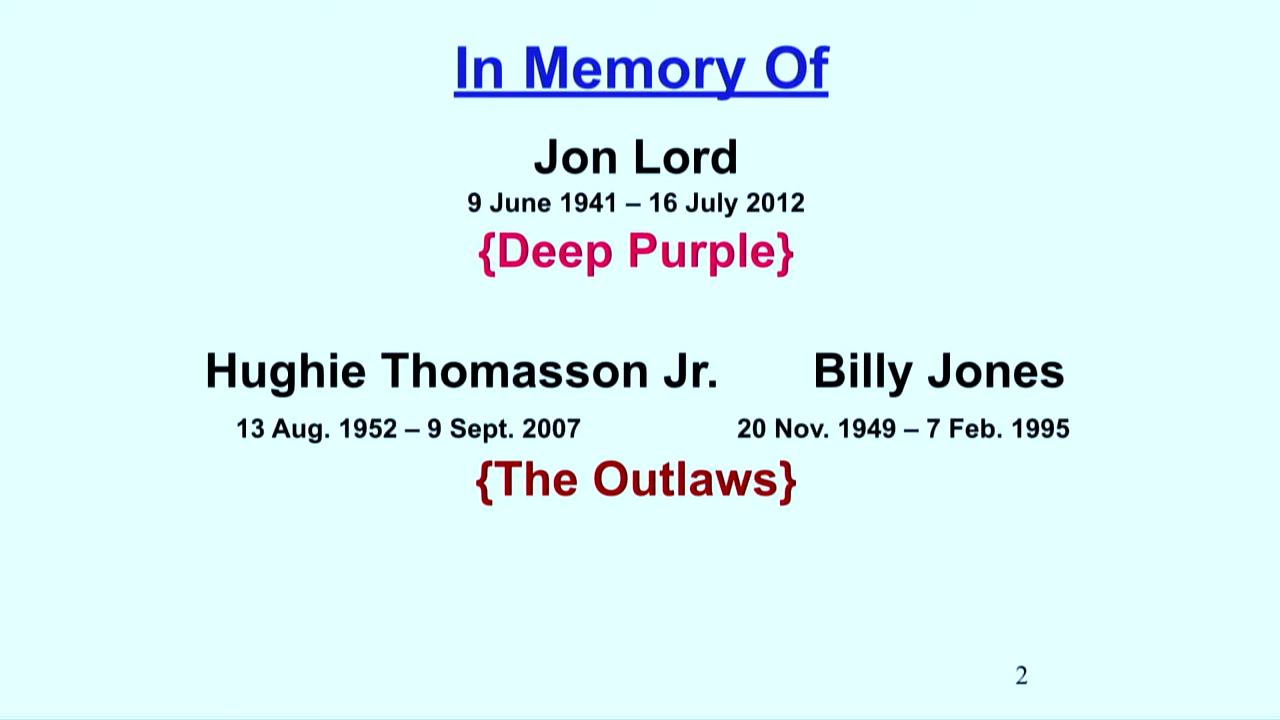 In Memory Of
Jon Lord
9 June 1941 – 16 July 2012
{Deep Purple}
Hughie Thomasson Jr. Billy Jones
13 Aug. 1952 – 9 Sept. 2007 20 Nov. 1949 – 7 Feb. 1995
{The Outlaws}
2